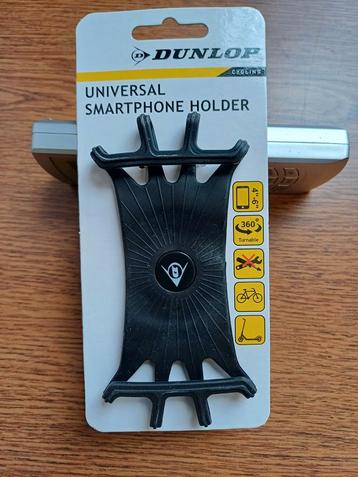 DUNLOP
CYCLING
UNIVERSAL
SMARTPHONE HOLDER
4"-6"
360°
Turnable